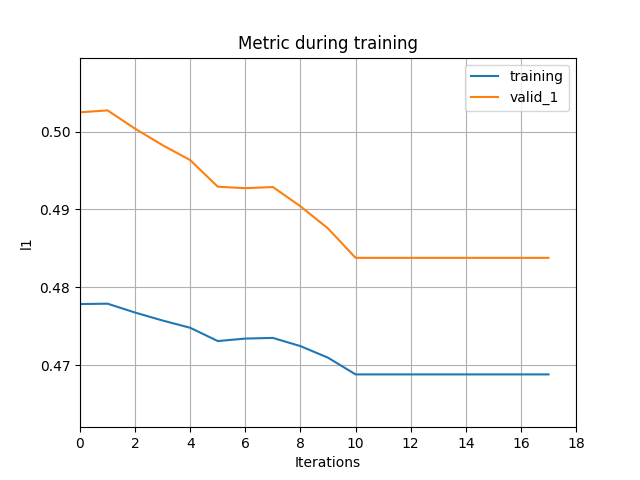 Metric during training
training
valid_1
0.50
0.49
0.48
0.47
l1
0 2 4 6 8 10 12 14 16 18
Iterations